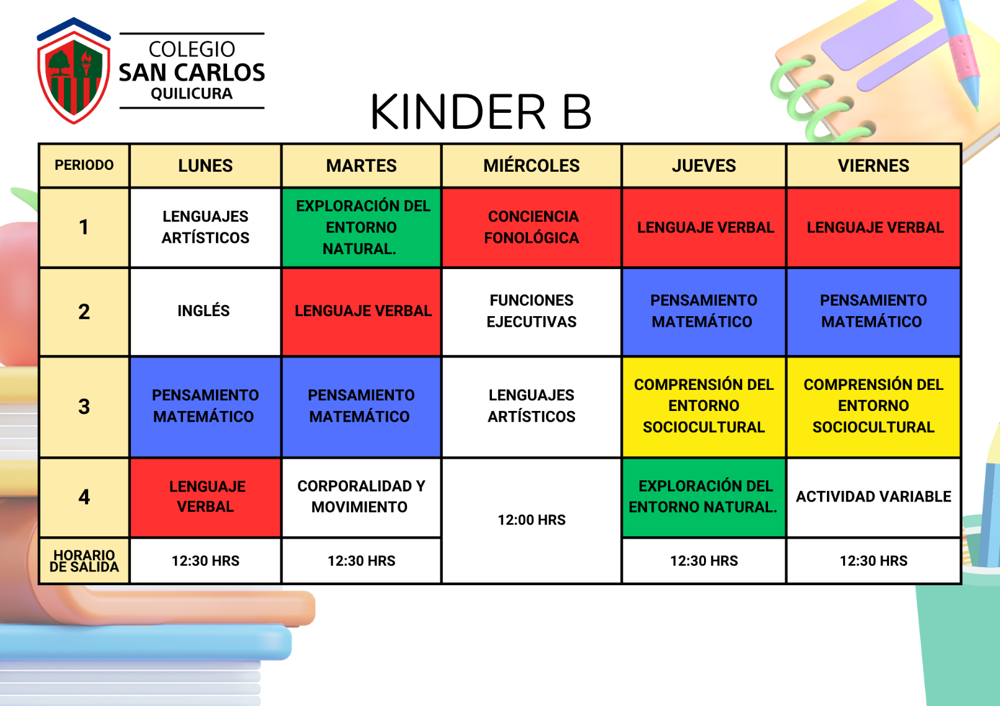 COLEGIO
SAN CARLOS
QUILICURA
KINDER B
PERIODO
LUNES
MARTES
MIÉRCOLES
JUEVES
VIERNES
1
LENGUAJES
ARTÍSTICOS
EXPLORACIÓN DEL
ENTORNO
NATURAL.
CONCIENCIA
FONOLÓGICA
LENGUAJE VERBAL
LENGUAJE VERBAL
2
INGLÉS
LENGUAJE VERBAL
FUNCIONES
EJECUTIVAS
PENSAMIENTO
MATEMÁTICO
PENSAMIENTO
MATEMÁTICO
3
PENSAMIENTO
MATEMÁTICO
PENSAMIENTO
MATEMÁTICO
LENGUAJES
ARTÍSTICOS
COMPRENSIÓN DEL
ENTORNO
SOCIOCULTURAL
COMPRENSIÓN DEL
ENTORNO
SOCIOCULTURAL
4
LENGUAJE
VERBAL
CORPORALIDAD Y
MOVIMIENTO
12:00 HRS
EXPLORACIÓN DEL
ENTORNO NATURAL.
ACTIVIDAD VARIABLE
HORARIO
DE SALIDA
12:30 HRS
12:30 HRS
12:30 HRS
12:30 HRS